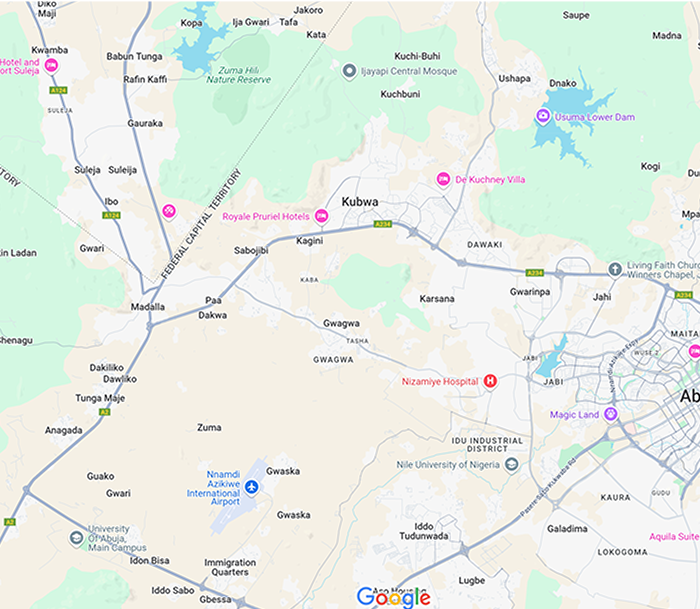 Diko
Maji
Kwamba
Hotel and
ort Suleja
A124
SULEJA
Kopa
Ija Gwari
Jakoro
Tafa
Kata
Babun Tunga
Rafin Kaffi
Gauraka
Zuma Hill
Nature Reserve
Kuchi-Buhi
Ijayapi Central Mosque
Kuchbuni
Saupe
Madna
Ushapa
Dnako
Usuma Lower Dam
Kogi
Suleja
Suleija
TORY
Ibo
A124
FEDERAL CAPITAL TERRITORY
De Kuchney Villa
Kubwa
Royale Pruriel Hotels
A234
Mpa
Gwari
in Ladan
Sabojibi
Kagini
DAWAKI
KABA
A234
Living Faith Churc
Winners Chapel,
Gwarinpa
Jahi
A234
Karsana
Madalla
Paa
Dakwa
Gwagwa
TASHA
GWAGWA
henagu
MAITA
WUSE 2
JABI
Nizamiye Hospital
JABI
Ab
Dakiliko
Dawliko
Tunga Maje
A2
Magic Land
Anagada
Zuma
IDU INDUSTRIAL
DISTRICT
Nile University of Nigeria
Gwaska
Nnamdi
Azikiwe
International
Airport
Guako
Gwari
Gwaska
KAURA
GUDU
A2
University
Of Abuja,
Main Campus
Iddo
Tudunwada
Galadima
Aquila Suite
LOKOGOMA
Idon Bisa
Immigration
Quarters
Iddo Sabo
Gbessa
Lugbe
Google